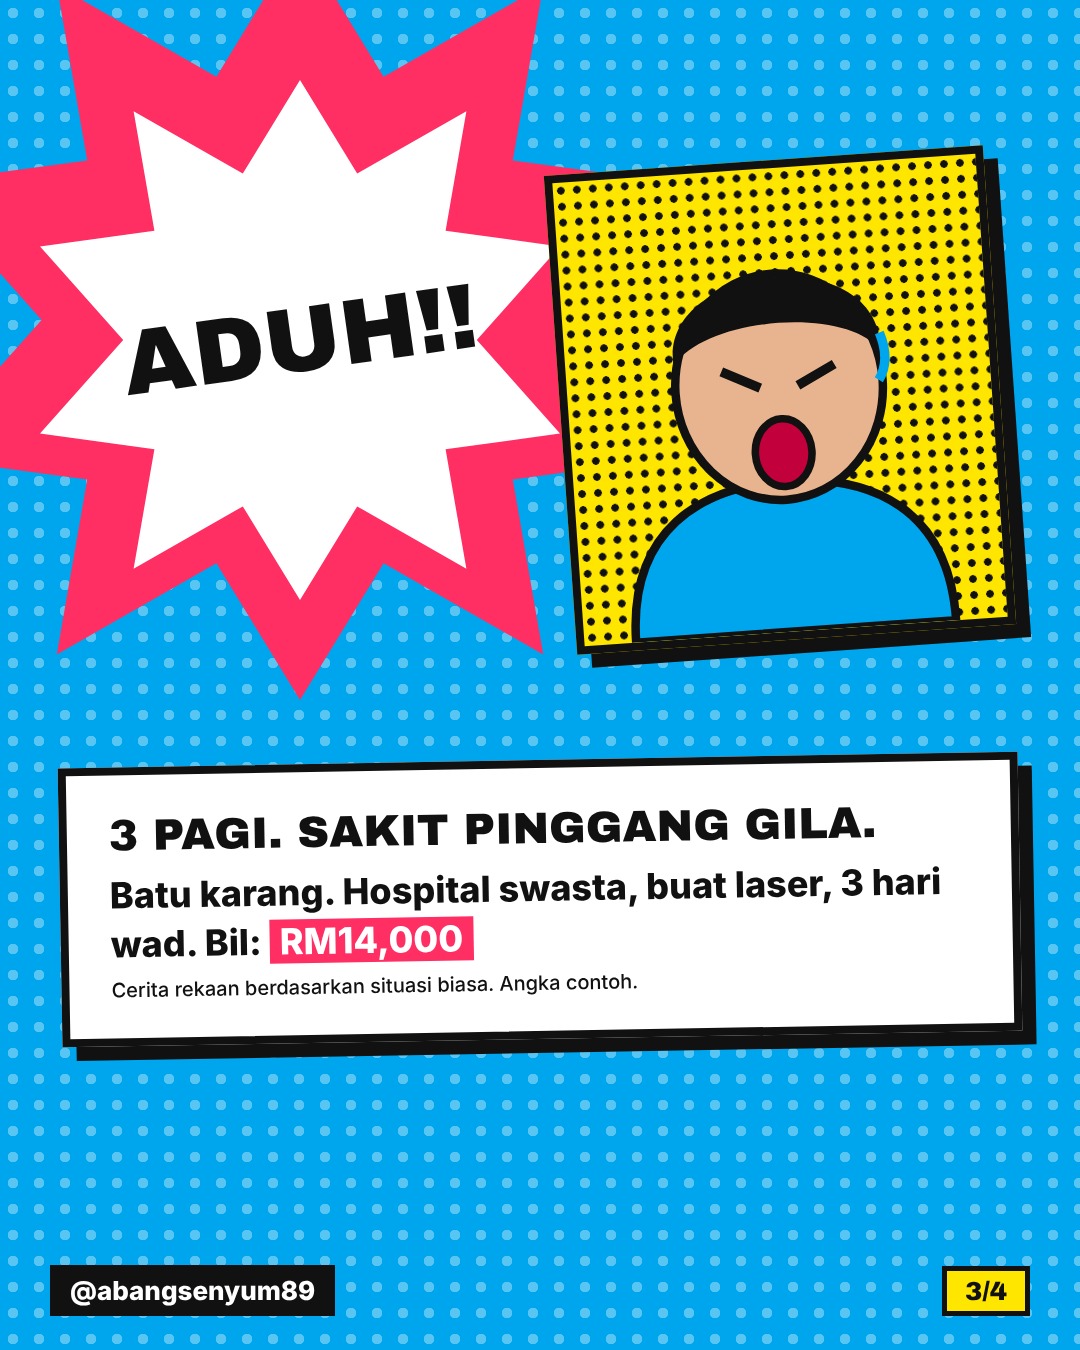 ADUH!!
3 PAGI. SAKIT PINGGANG GILA.
Batu karang. Hospital swasta, buat laser, 3 hari
wad. Bil: RM14,000
Cerita rekaan berdasarkan situasi biasa. Angka contoh.
@abangsenyum89
3/4